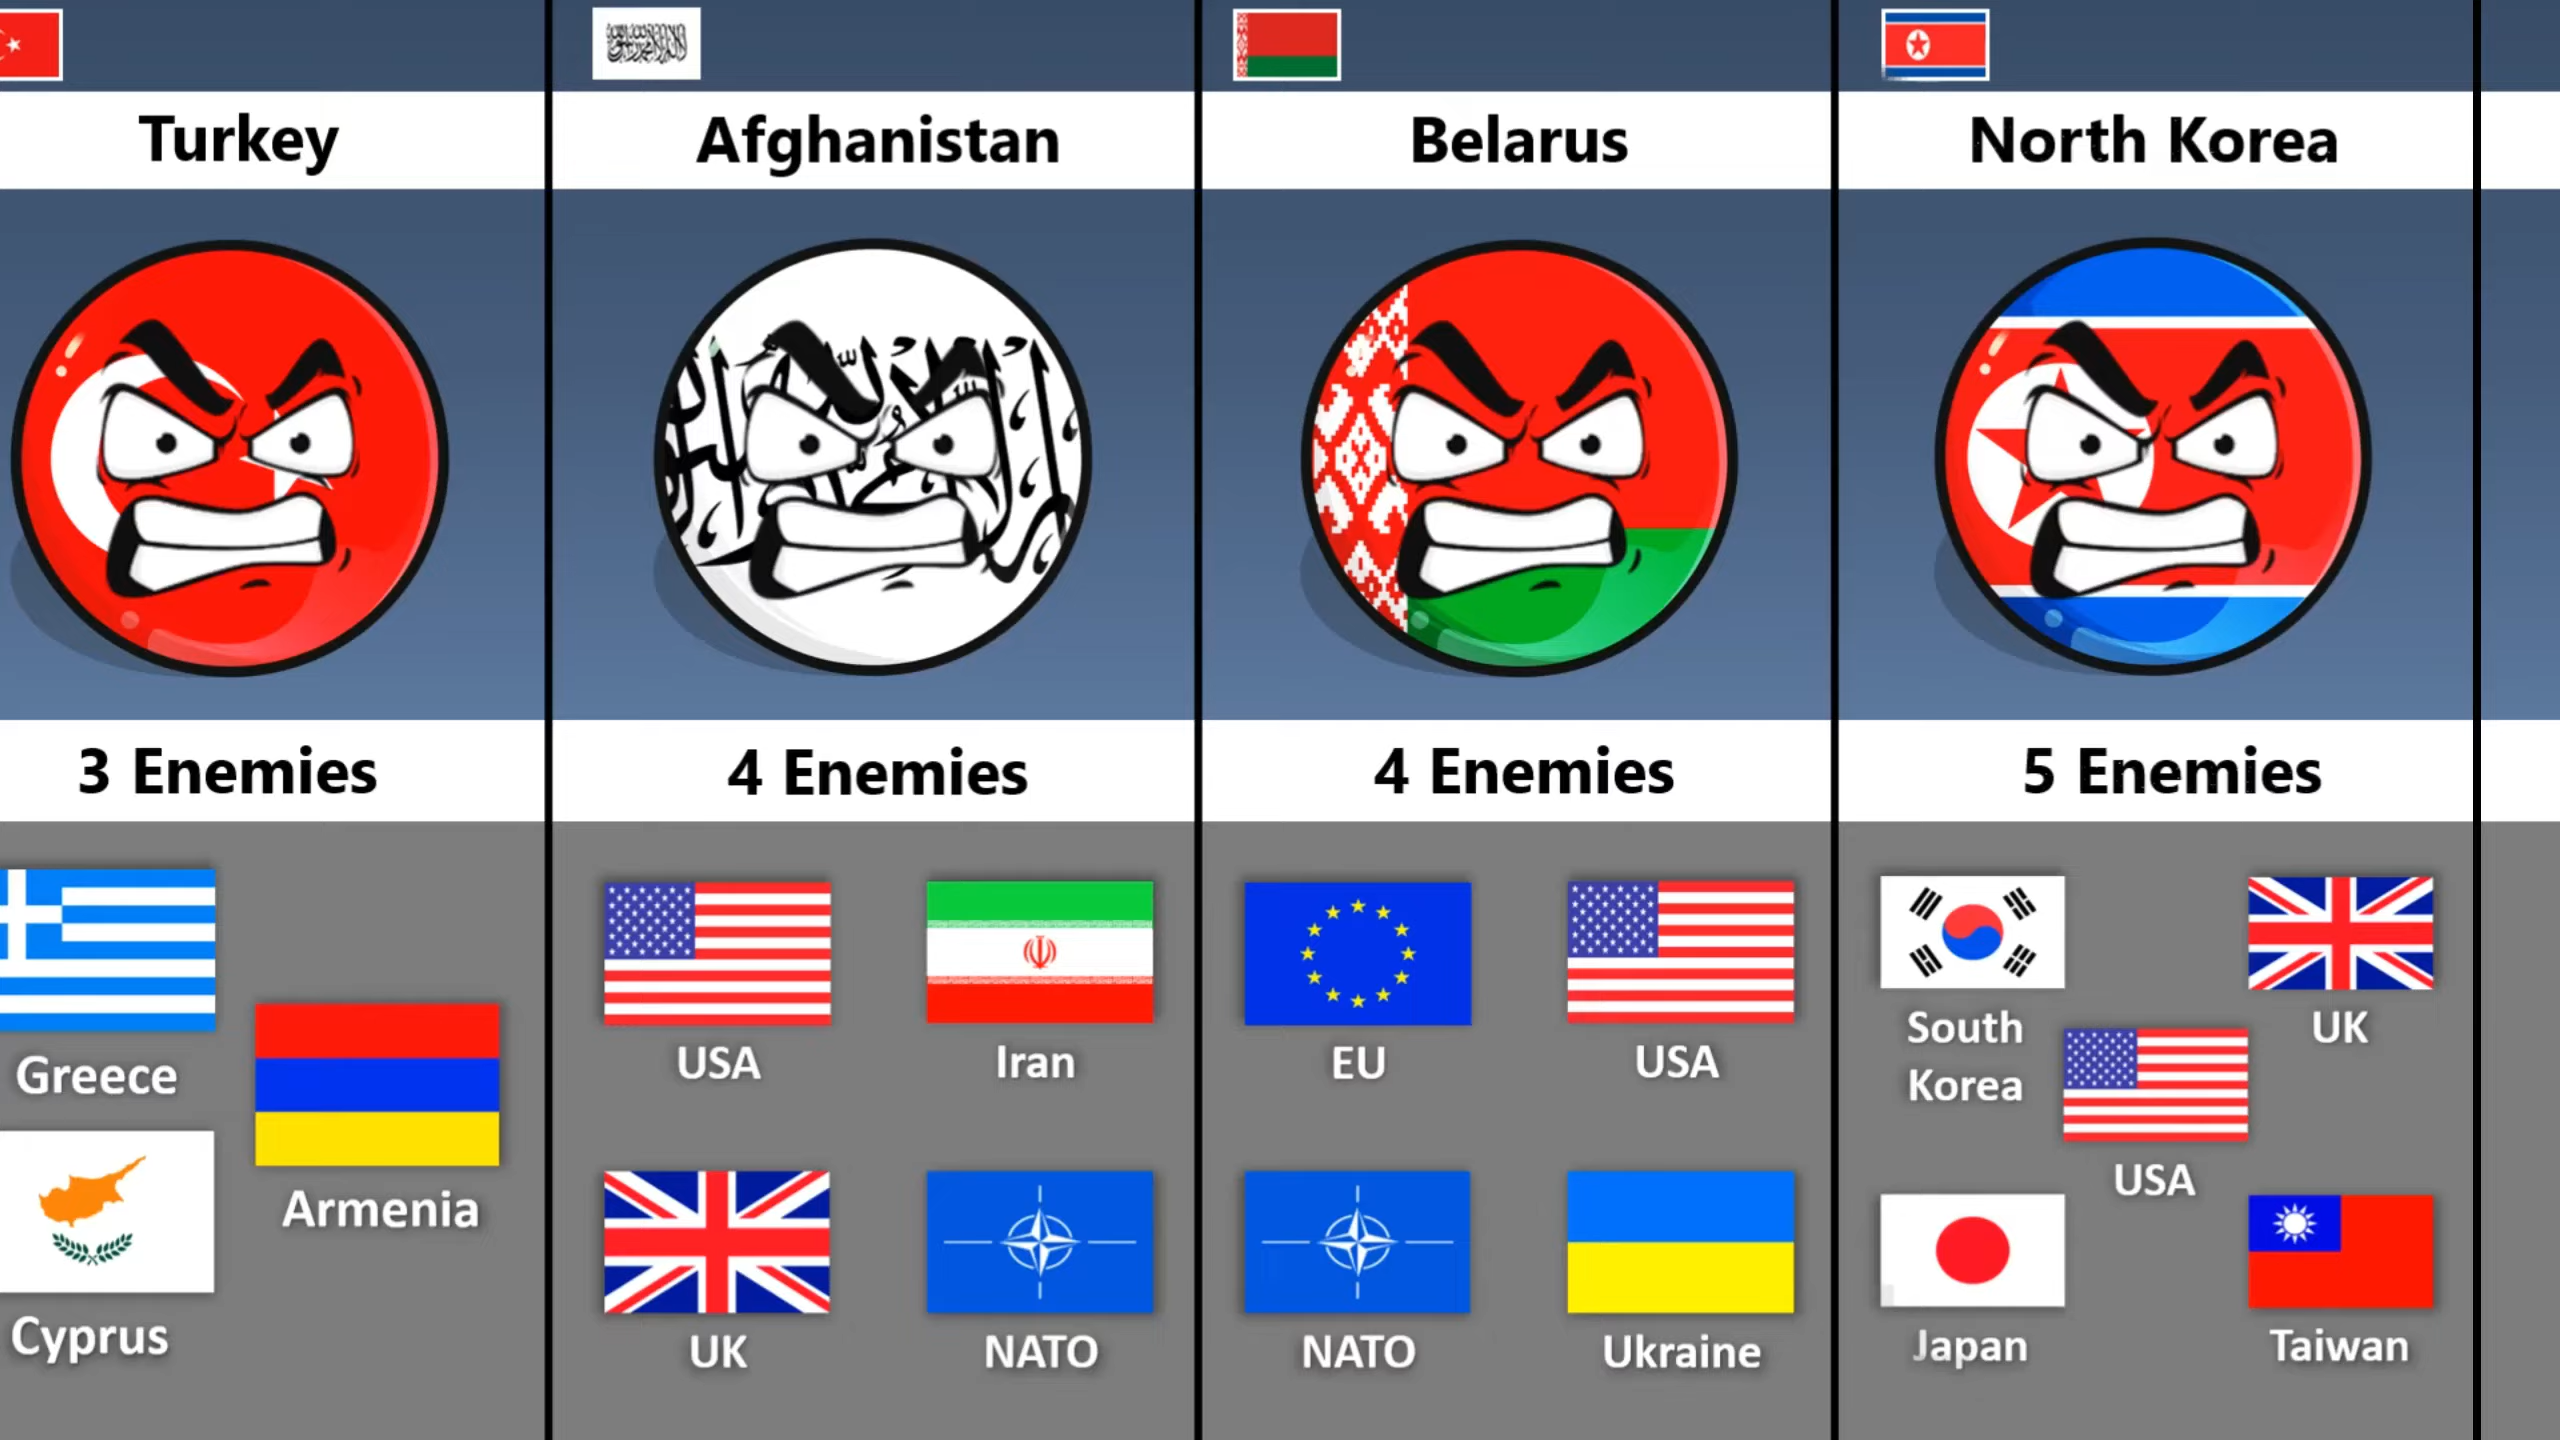 Turkey
Afghanistan
Belarus
North Korea
3 Enemies
4 Enemies
4 Enemies
5 Enemies
Greece
Armenia
Cyprus
USA
Iran
UK
NATO
EU
USA
NATO
Ukraine
South
Korea
UK
USA
Japan
Taiwan